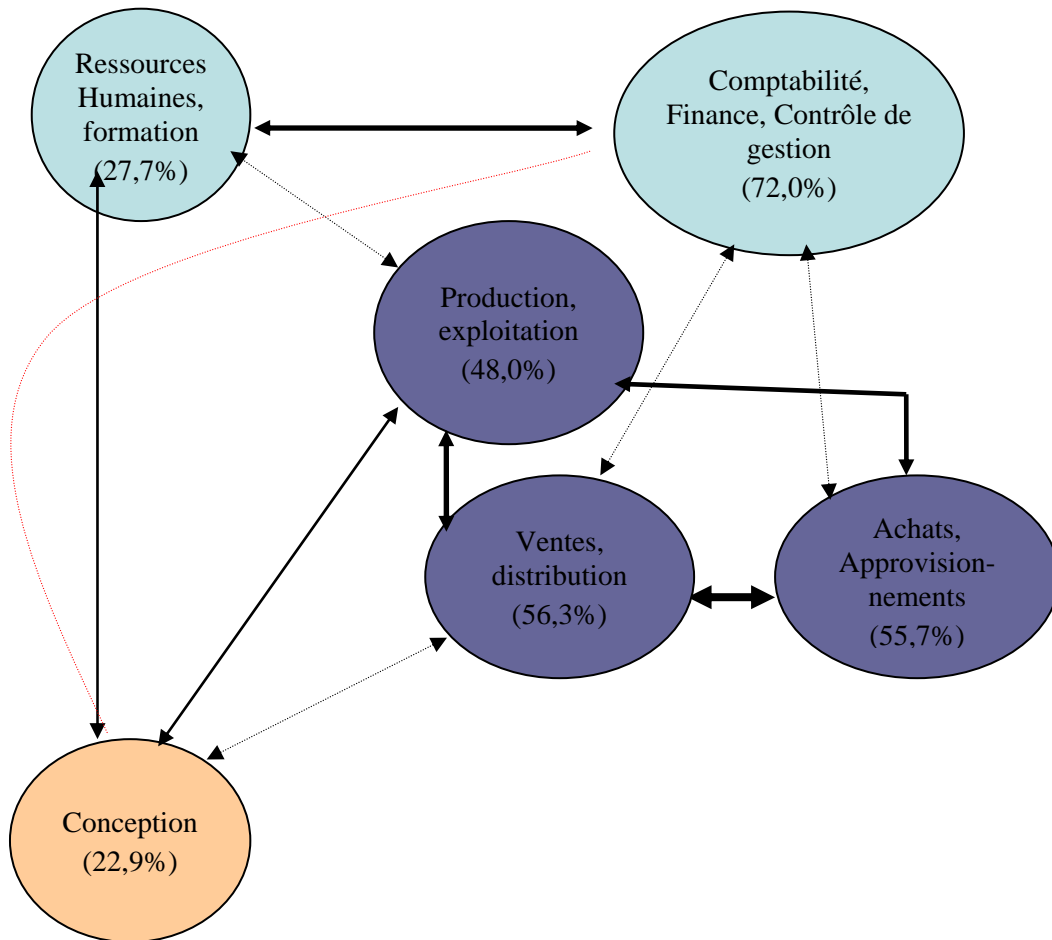 Ressources
Humaines,
formation
(27,7%)
Comptabilité,
Finance, Contrôle de
gestion
(72,0%)
Production,
exploitation
(48,0%)
Ventes,
distribution
(56,3%)
Achats,
Approvision-
nements
(55,7%)
Conception
(22,9%)